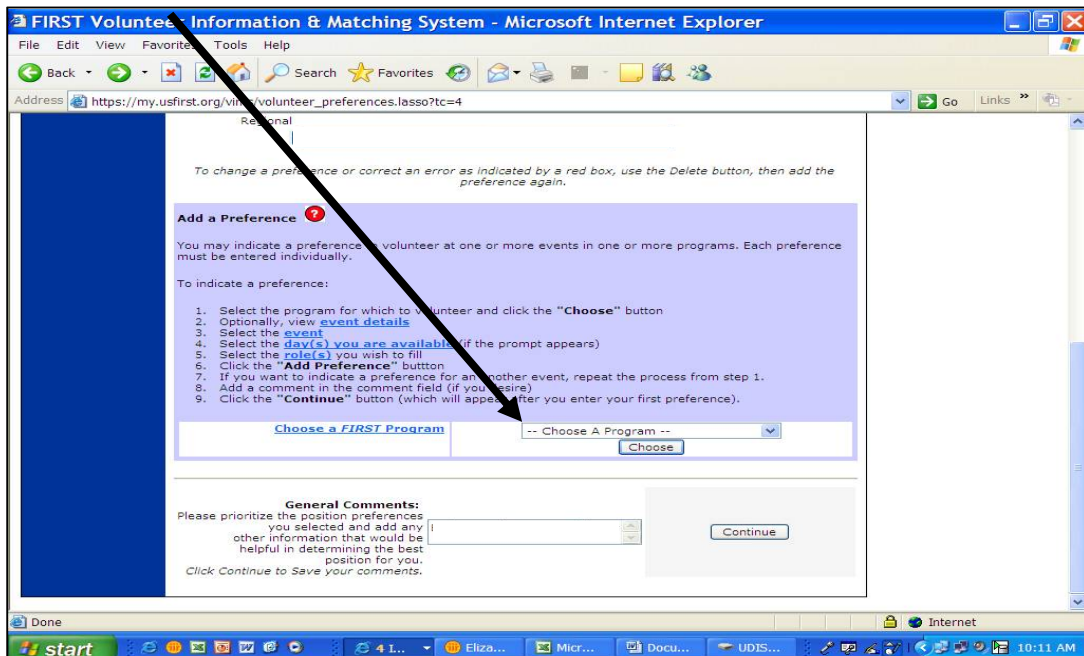 FIRST Volunteer Information & Matching System - Microsoft Internet Explorer
File Edit View Favorites Tools Help
Back Search Favorites
Address https://my.usfirst.org/vims/volunteer_preferences.lasso?tc=4 Go Links »
Regional
To change a preference or correct an error as indicated by a red box, use the Delete button, then add the
preference again.
Add a Preference ?
You may indicate a preference to volunteer at one or more events in one or more programs. Each preference
must be entered individually.
To indicate a preference:
1. Select the program for which to volunteer and click the "Choose" button
2. Optionally, view event details
3. Select the event
4. Select the day(s) you are available (if the prompt appears)
5. Select the role(s) you wish to fill
6. Click the "Add Preference" buttton
7. If you want to indicate a preference for another event, repeat the process from step 1.
8. Add a comment in the comment field (if you desire)
9. Click the "Continue" button (which will appear after you enter your first preference).
Choose a FIRST Program -- Choose A Program --
Choose
General Comments:
Please prioritize the position preferences
you selected and add any
other information that would be
helpful in determining the best
position for you.
Click Continue to Save your comments.
Continue
Done Internet
start 4 I... Eliza... Micr... Docu... UDIS... 10:11 AM